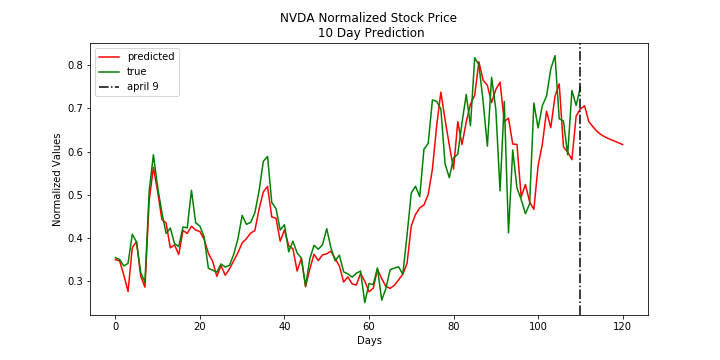 NVDA Normalized Stock Price
10 Day Prediction
predicted
true
april 9
Normalized Values
0.8
0.7
0.6
0.5
0.4
0.3
0 20 40 60 80 100 120
Days